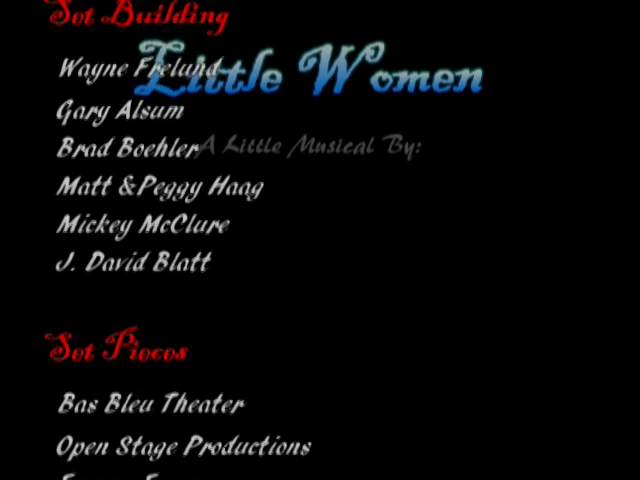 Set Building
Little Women
Wayne Frelund
Gary Alsum
A Little Musical By:
Brad Boehler
Matt &Peggy Haag
Mickey McClure
J. David Blatt
Set Pieces
Bas Bleu Theater
Open Stage Productions